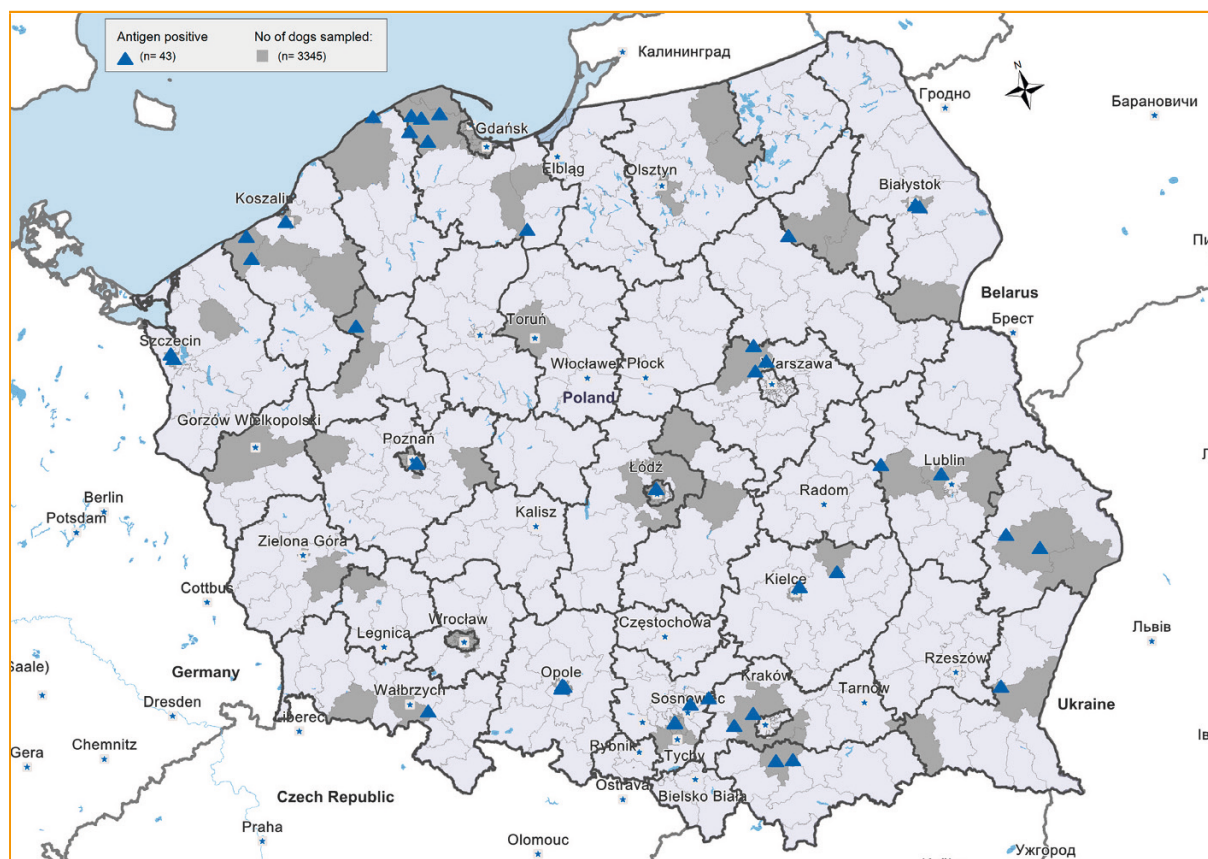 Antigen positive
(n= 43)
No of dogs sampled:
(n= 3345)
N
Калининград
Гродно
Барановичи
Gdańsk
Elbląg
Olsztyn
Białystok
Koszalin
Belarus
Брест
Toruń
Szczecin
Włocławek
Płock
Warszawa
Poland
Gorzów Wielkopolski
Poznań
Łódź
Lublin
Berlin
Potsdam
Kalisz
Radom
Zielona Góra
Kielce
Cottbus
Wrocław
Częstochowa
Legnica
Львів
Rzeszów
Germany
Opole
Wałbrzych
Sosnowiec
Kraków
Tarnów
Ukraine
Dresden
Liberec
Chemnitz
Gera
Rybnik
Tychy
Czech Republic
Ostrava
Bielsko Biała
Praha
Olomouc
Ужгород